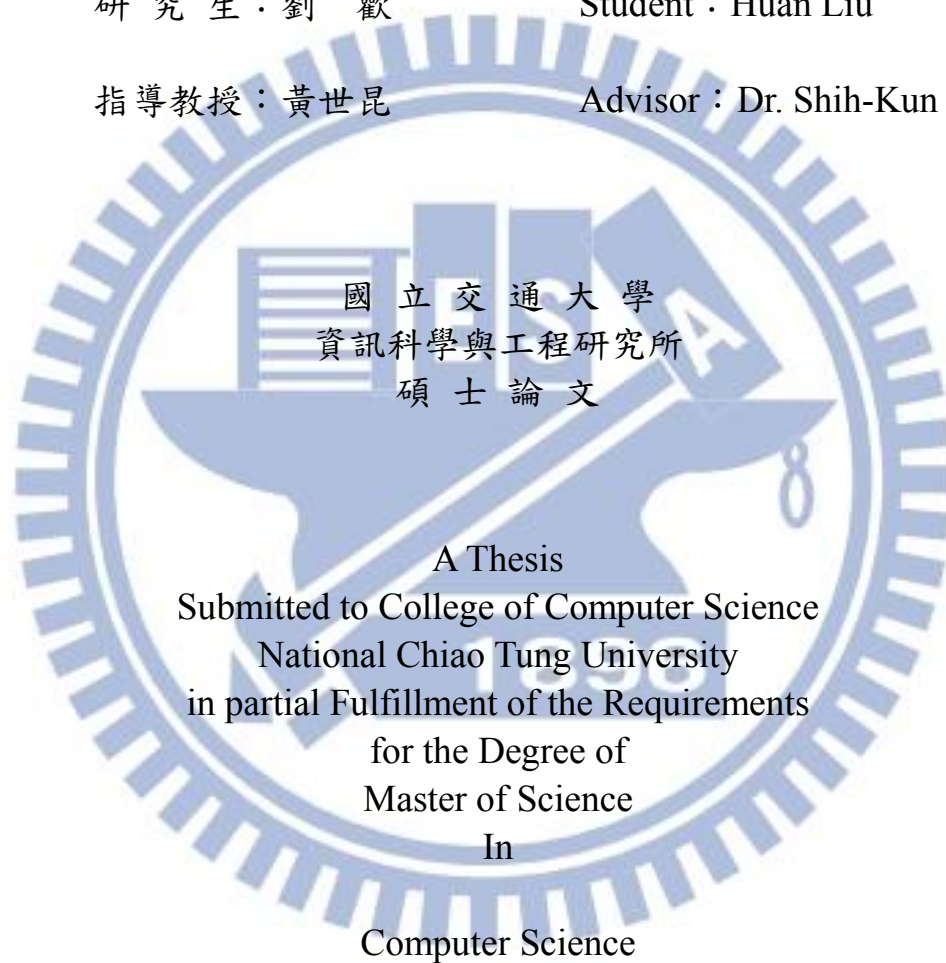 研 究 生：劉 歡 Student：Huan Liu
指導教授：黃世昆 Advisor：Dr. Shih-Kun
國 立 交 通 大 學
資訊科學與工程研究所
碩 士 論 文
A Thesis
Submitted to College of Computer Science
National Chiao Tung University
in partial Fulfillment of the Requirements
for the Degree of
Master of Science
In
Computer Science
E S A
1896